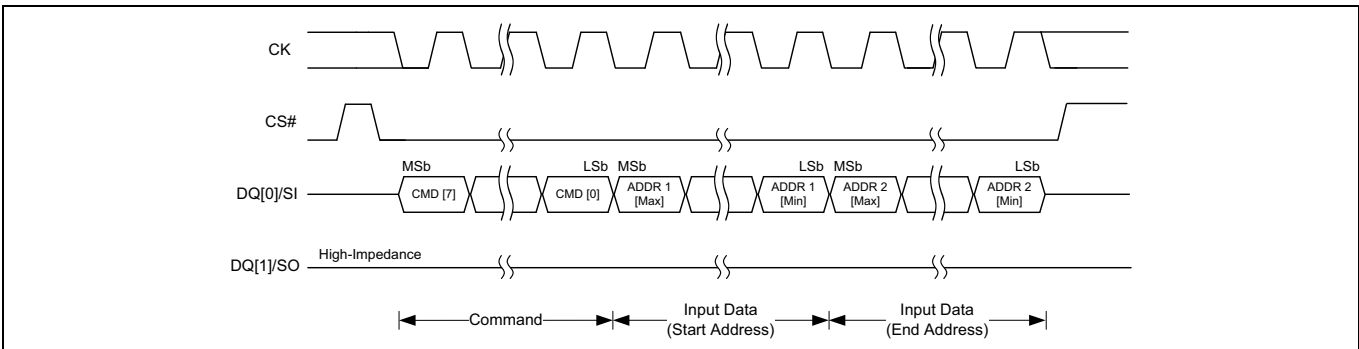 CK
CS#
MSb LSb MSb LSb MSb LSb
DQ[0]/SI CMD [7] CMD [0] ADDR 1 [Max] ADDR 1 [Min] ADDR 2 [Max] ADDR 2 [Min]
DQ[1]/SO High-Impedance
Command Input Data (Start Address) Input Data (End Address)